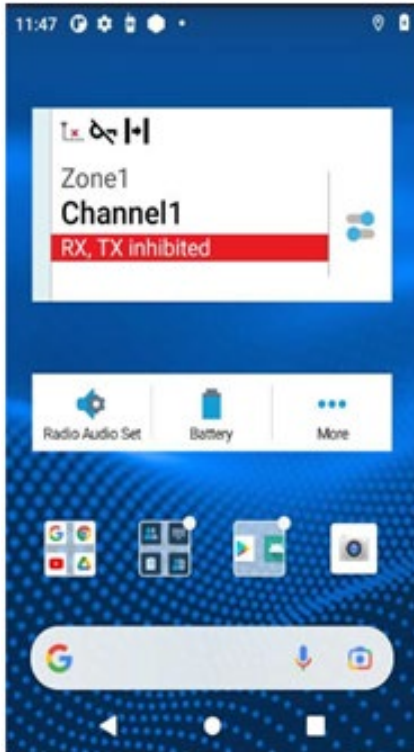 11:47
Zone1
Channel1
RX, TX inhibited
Radio Audio Set
Battery
More